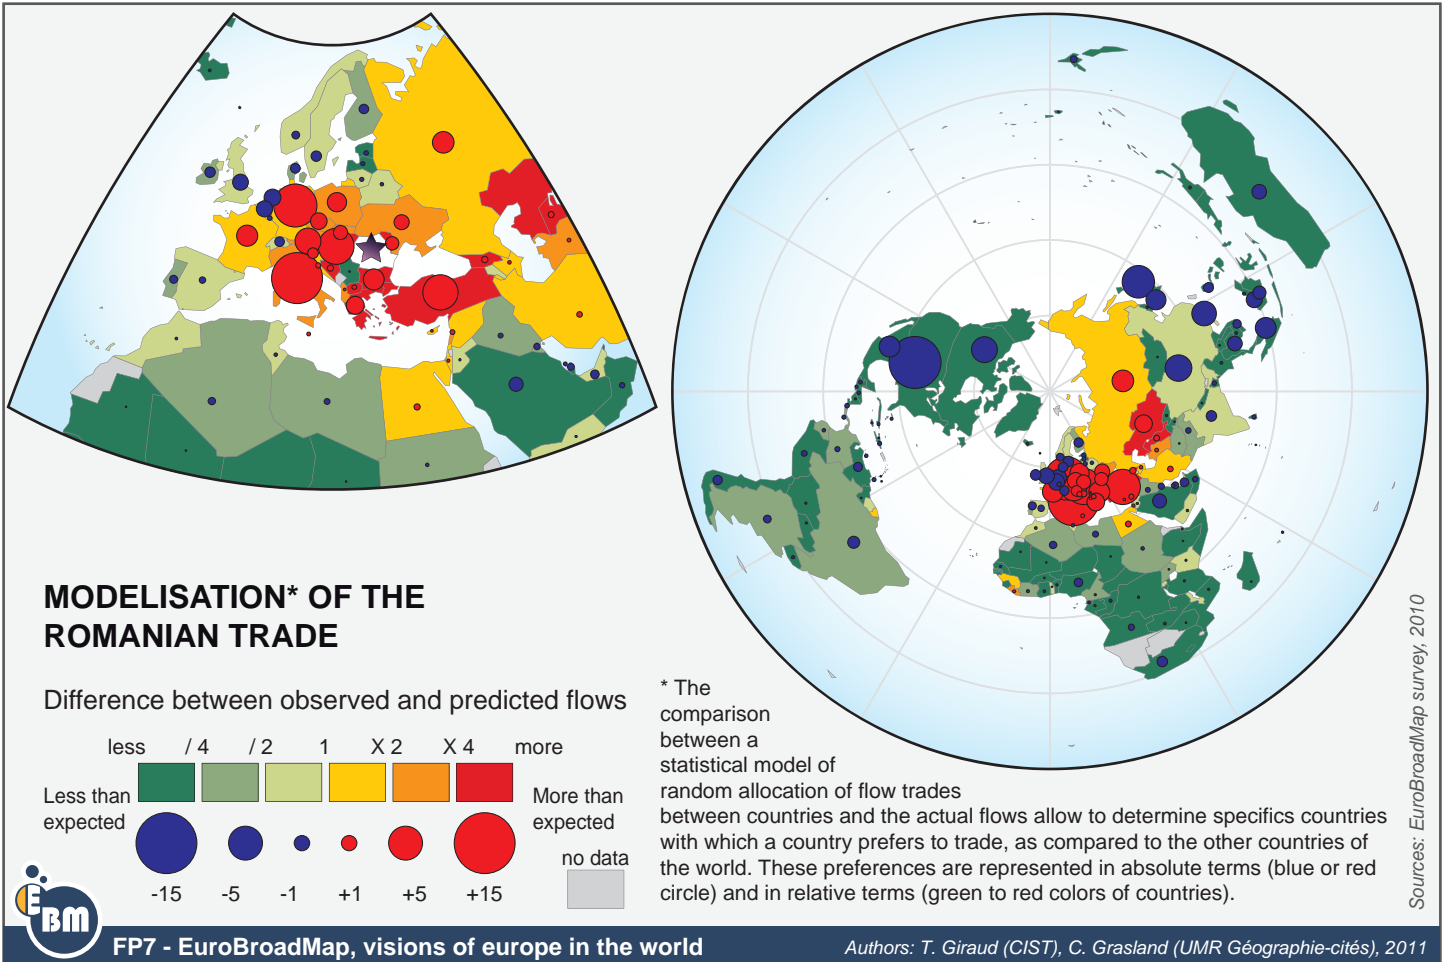 MODELISATION* OF THE
ROMANIAN TRADE
Difference between observed and predicted flows
less / 4 / 2 1 X 2 X 4 more
Less than
expected
More than
expected
-15 -5 -1 +1 +5 +15
no data
* The
comparison
between a
statistical model of
random allocation of flow trades
between countries and the actual flows allow to determine specifics countries
with which a country prefers to trade, as compared to the other countries of
the world. These preferences are represented in absolute terms (blue or red
circle) and in relative terms (green to red colors of countries).
Sources: EuroBroadMap survey, 2010
EBM
FP7 - EuroBroadMap, visions of europe in the world
Authors: T. Giraud (CIST), C. Grasland (UMR Géographie-cités), 2011